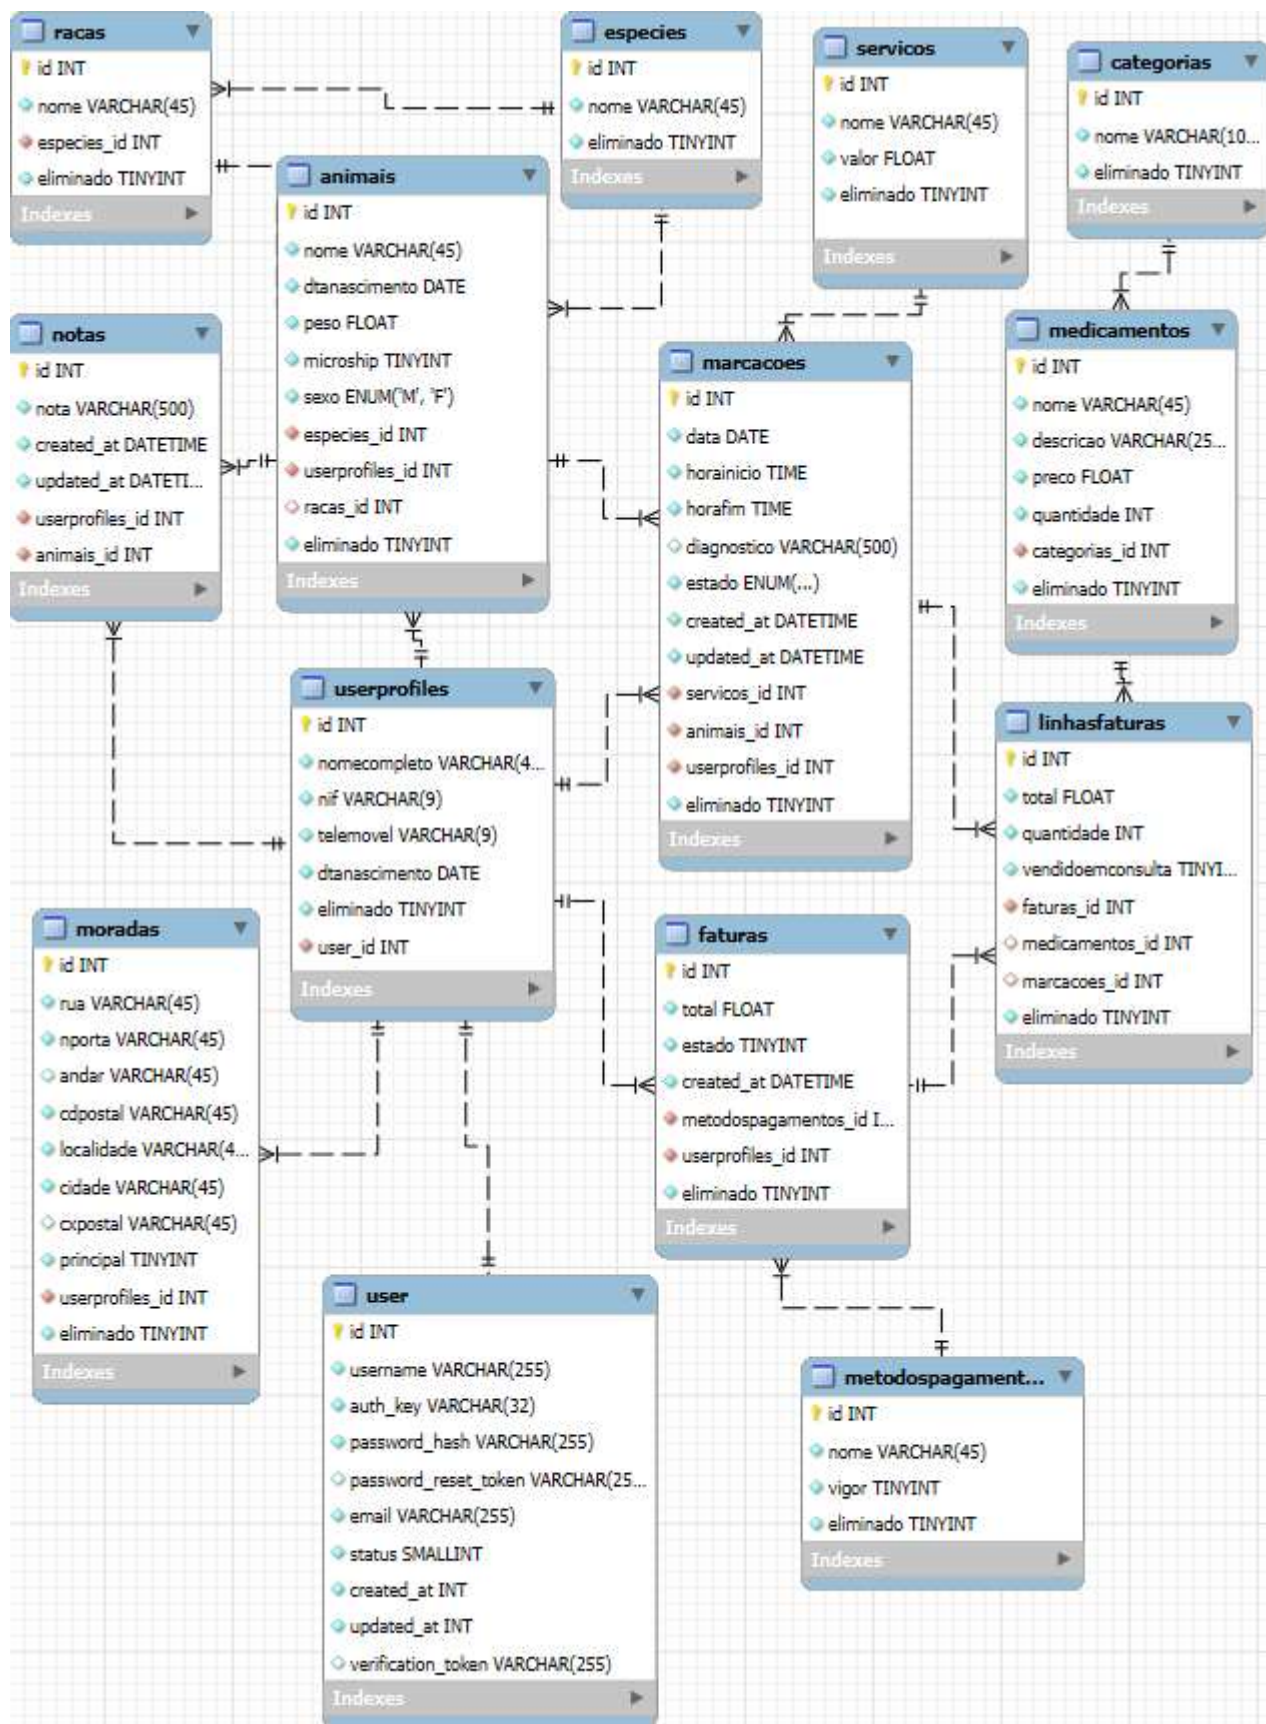 racas
id INT
nome VARCHAR(45)
especies_id INT
eliminado TINYINT
Indexes
especies
id INT
nome VARCHAR(45)
eliminado TINYINT
Indexes
servicos
id INT
nome VARCHAR(45)
valor FLOAT
eliminado TINYINT
Indexes
categorias
id INT
nome VARCHAR(10...
eliminado TINYINT
Indexes
animais
id INT
nome VARCHAR(45)
dtanascimento DATE
peso FLOAT
microship TINYINT
sexo ENUM('M', 'F')
especies_id INT
userprofiles_id INT
racas_id INT
eliminado TINYINT
Indexes
notas
id INT
nota VARCHAR(500)
created_at DATETIME
updated_at DATETI...
userprofiles_id INT
animais_id INT
Indexes
marcacoes
id INT
data DATE
horainicio TIME
horafim TIME
diagnostico VARCHAR(500)
estado ENUM(...)
created_at DATETIME
updated_at DATETIME
servicos_id INT
animais_id INT
userprofiles_id INT
eliminado TINYINT
Indexes
medicamentos
id INT
nome VARCHAR(45)
descricao VARCHAR(25...
preco FLOAT
quantidade INT
categorias_id INT
eliminado TINYINT
Indexes
userprofiles
id INT
nomecompleto VARCHAR(4...
nif VARCHAR(9)
telemovel VARCHAR(9)
dtanascimento DATE
eliminado TINYINT
user_id INT
Indexes
linhasfaturas
id INT
total FLOAT
quantidade INT
vendidoemconsulta TINYI...
faturas_id INT
medicamentos_id INT
marcacoes_id INT
eliminado TINYINT
Indexes
moradas
id INT
rua VARCHAR(45)
nporta VARCHAR(45)
andar VARCHAR(45)
cdpostal VARCHAR(45)
localidade VARCHAR(4...
cidade VARCHAR(45)
cxpostal VARCHAR(45)
principal TINYINT
userprofiles_id INT
eliminado TINYINT
Indexes
faturas
id INT
total FLOAT
estado TINYINT
created_at DATETIME
metodospagamentos_id I...
userprofiles_id INT
eliminado TINYINT
Indexes
user
id INT
username VARCHAR(255)
auth_key VARCHAR(32)
password_hash VARCHAR(255)
password_reset_token VARCHAR(25...
email VARCHAR(255)
status SMALLINT
created_at INT
updated_at INT
verification_token VARCHAR(255)
Indexes
metodospagament...
id INT
nome VARCHAR(45)
vigor TINYINT
eliminado TINYINT
Indexes